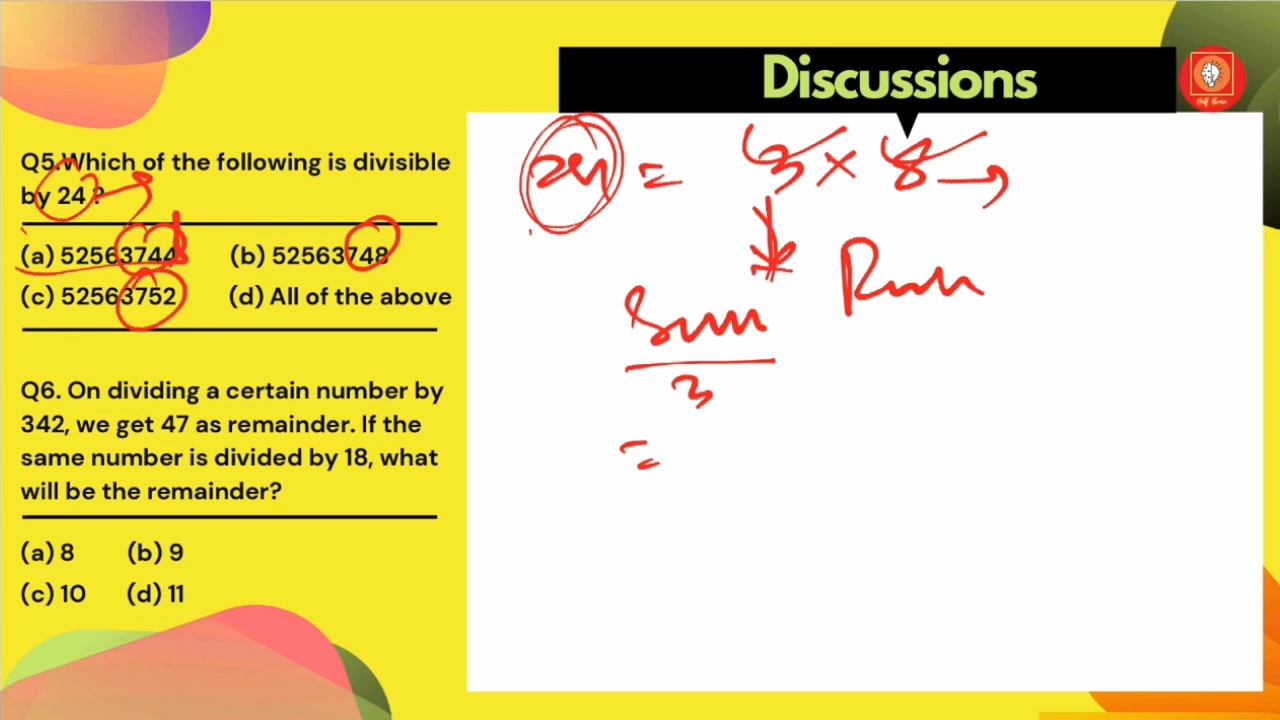 Discussions
Q5.Which of the following is divisible
by 24 ?
(a) 52563744 (b) 52563748
(c) 52563752 (d) All of the above
Q6. On dividing a certain number by
342, we get 47 as remainder. If the
same number is divided by 18, what
will be the remainder?
(a) 8 (b) 9
(c) 10 (d) 11
24 = 3 × 8
Sum
3
=